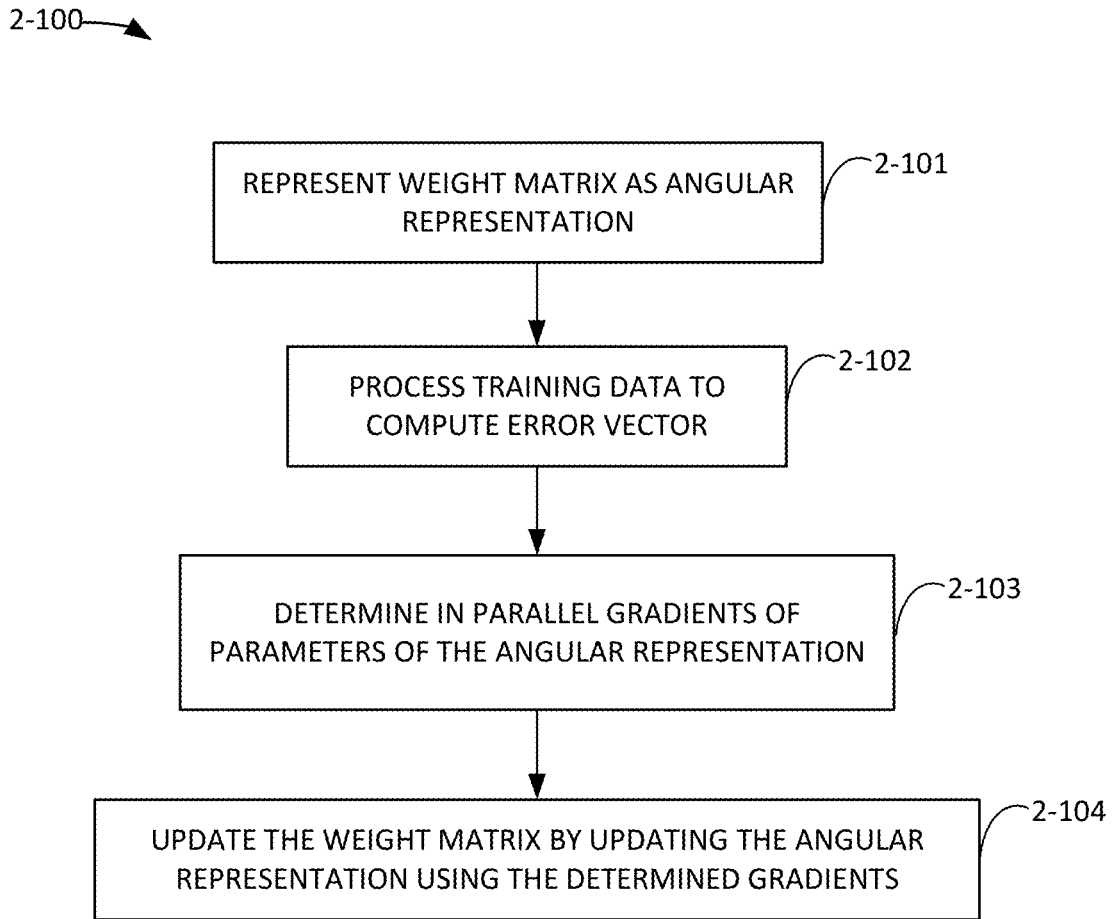 2-100
REPRESENT WEIGHT MATRIX AS ANGULAR
REPRESENTATION
2-101
PROCESS TRAINING DATA TO
COMPUTE ERROR VECTOR
2-102
DETERMINE IN PARALLEL GRADIENTS OF
PARAMETERS OF THE ANGULAR REPRESENTATION
2-103
UPDATE THE WEIGHT MATRIX BY UPDATING THE ANGULAR
REPRESENTATION USING THE DETERMINED GRADIENTS
2-104